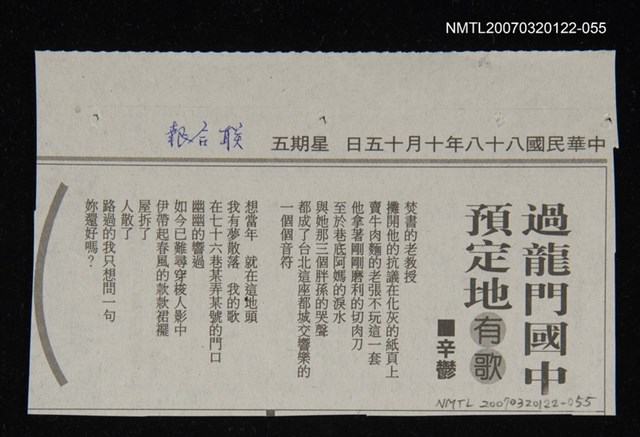 NMTL20070320122-055
中華民國八十八年十月十五日　星期五
聯合報
過龍門國中
預定地有歌
■辛鬱
焚書的老教授
攤開他的抗議在化灰的紙頁上
賣牛肉麵的老張不玩這一套
他拿著剛剛磨利的切肉刀
至於巷底阿媽的淚水
與她那三個胖孫的哭聲
都成了台北這座都城交響樂的
一個個音符
想當年　就在這地頭
我有夢散落　我的歌
在七十六巷某弄某號的門口
幽幽的響過
如今已難尋穿梭人影中
伊帶起春風的款款裙襬
屋拆了
人散了
路過的我只想問一句
妳還好嗎？
NMTL 20070320122-055